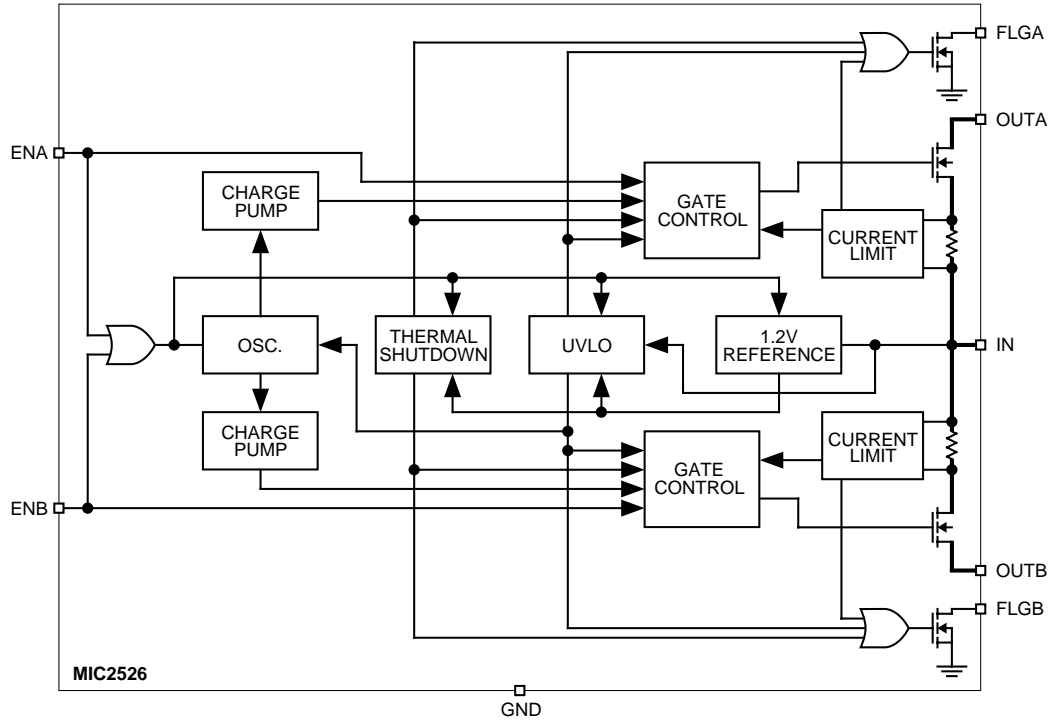 FLGA
OUTA
ENA
CHARGE
PUMP
GATE
CONTROL
CURRENT
LIMIT
OSC.
THERMAL
SHUTDOWN
UVLO
1.2V
REFERENCE
IN
CHARGE
PUMP
GATE
CONTROL
CURRENT
LIMIT
ENB
OUTB
FLGB
MIC2526
GND